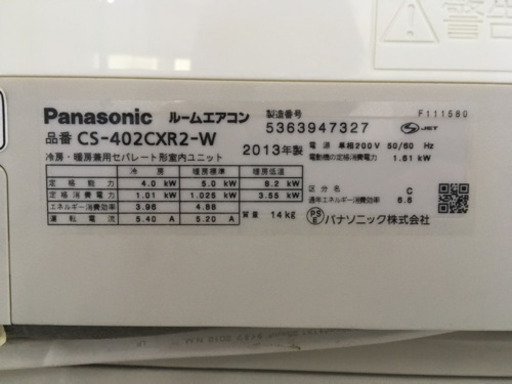 警告
Panasonic ルームエアコン 製造番号 F111580
品番 CS-402CXR2-W 5363947327 JET
冷房・暖房兼用セパレート形室内ユニット 2013年製 電源 単相200V 50/60 Hz
電動機の定格消費電力 1.61 kW
冷房 暖房標準 暖房低温
定格能力 4.0 kW 5.0 kW 6.2 kW
定格消費電力 1.01 kW 1.025 kW 3.55 kW
エネルギー消費効率 3.96 4.88
運転電流 5.40 A 5.20 A
質量 14kg
区分名 C
通年エネルギー消費効率 6.6
PSE パナソニック株式会社